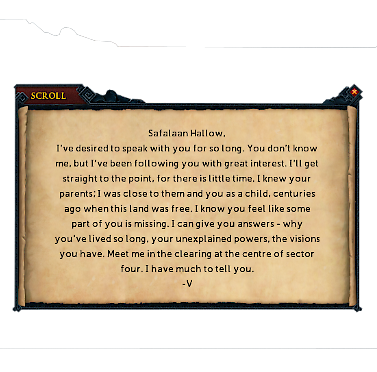 SCROLL
Safalaan Hallow,
I've desired to speak with you for so long. You don't know
me, but I've been following you with great interest. I'll get
straight to the point, for there is little time. I knew your
parents; I was close to them and you as a child, centuries
ago when this land was free. I know you feel like some
part of you is missing. I can give you answers - why
you've lived so long, your unexplained powers, the visions
you have. Meet me in the clearing at the centre of sector
four. I have much to tell you.
-V